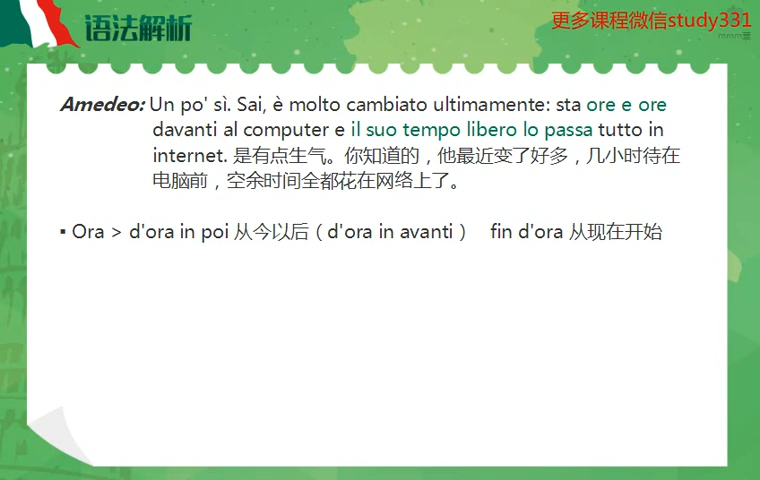 语法解析
更多课程微信study331
Amedeo: Un po' sì. Sai, è molto cambiato ultimamente: sta ore e ore
davanti al computer e il suo tempo libero lo passa tutto in
internet. 是有点生气。你知道的，他最近变了好多，几小时待在
电脑前，空余时间全都花在网络上了。
▪ Ora > d'ora in poi 从今以后（d'ora in avanti） fin d'ora 从现在开始